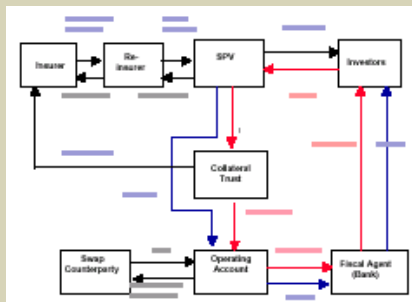 Insurer
Re-
Insurer
SPV
Investors
Collateral
Trust
Swap
Counterparty
Operating
Account
Fiscal Agent
(Bank)